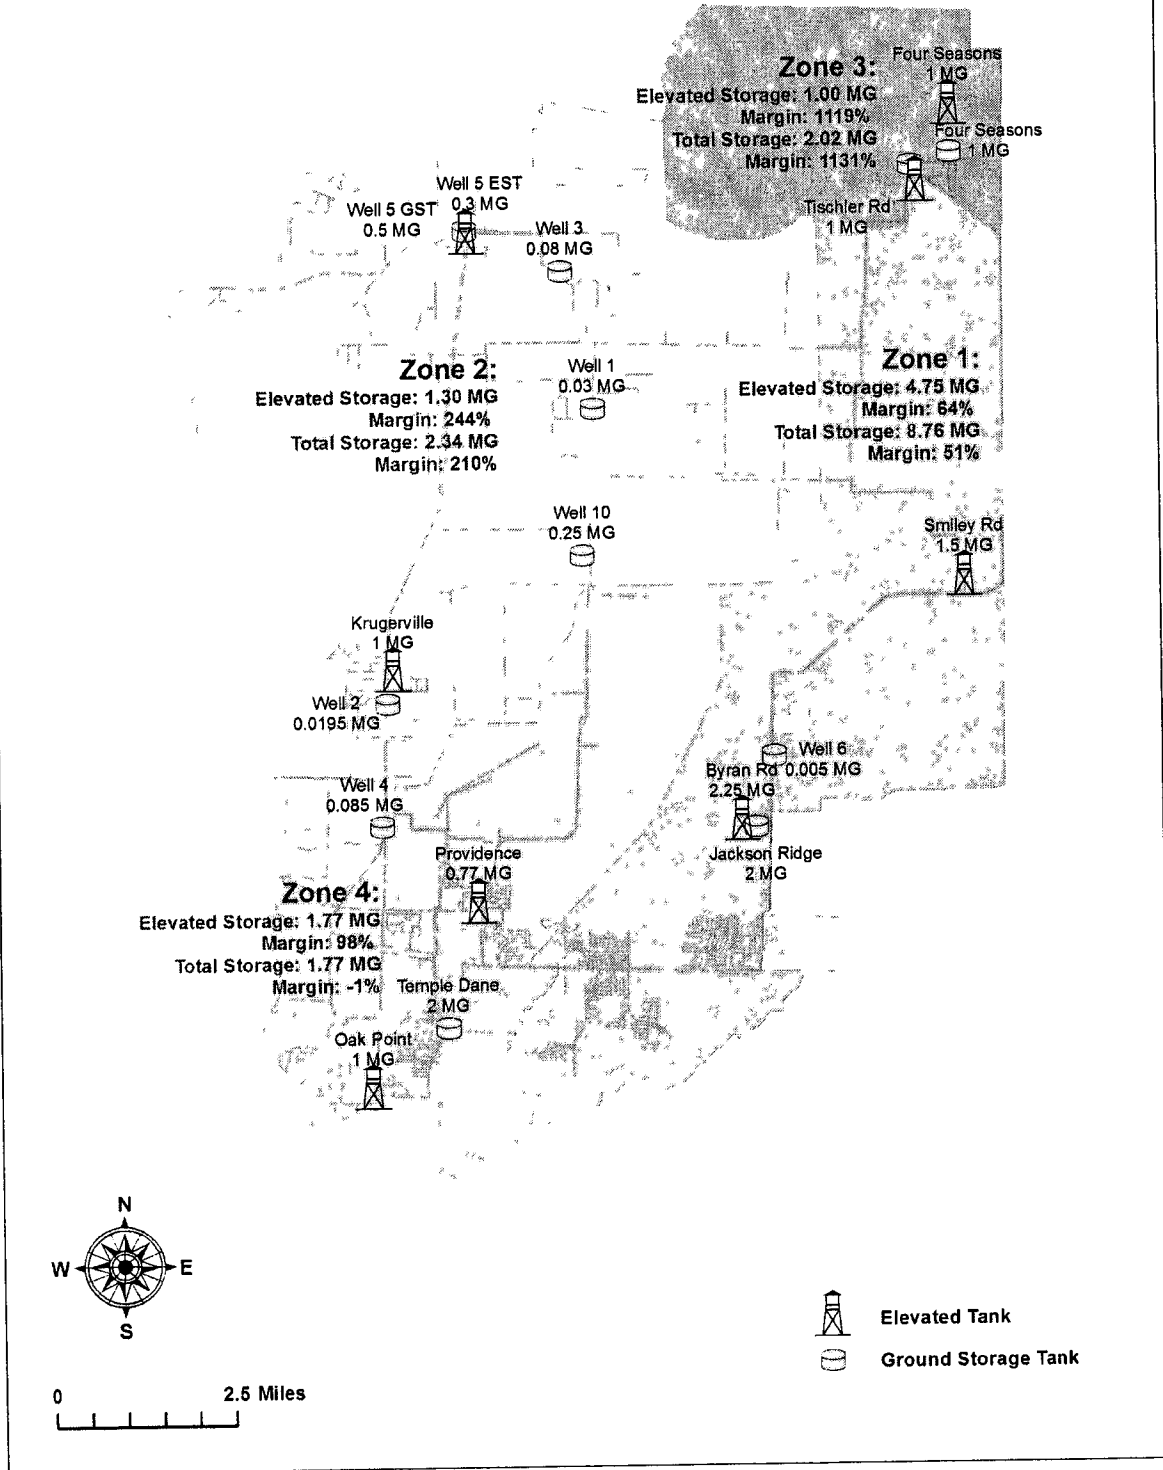 Four Seasons
1 MG
Zone 3:
Elevated Storage: 1.00 MG
Margin: 1119%
Total Storage: 2.02 MG
Margin: 1131%
Four Seasons
1 MG
Tischler Rd
1 MG
Well 5 EST
0.3 MG
Well 5 GST
0.5 MG
Well 3
0.08 MG
Zone 2:
Elevated Storage: 1.30 MG
Margin: 244%
Total Storage: 2.34 MG
Margin: 210%
Well 1
0.03 MG
Zone 1:
Elevated Storage: 4.75 MG
Margin: 64%
Total Storage: 8.76 MG
Margin: 51%
Well 10
0.25 MG
Smiley Rd
1.5 MG
Krugerville
1 MG
Well 2
0.0195 MG
Well 6
0.005 MG
Byran Rd
2.25 MG
Well 4
0.085 MG
Jackson Ridge
2 MG
Providence
0.77 MG
Zone 4:
Elevated Storage: 1.77 MG
Margin: 98%
Total Storage: 1.77 MG
Margin: -1%
Temple Dane
2 MG
Oak Point
1 MG
N
W
E
S
Elevated Tank
Ground Storage Tank
0
2.5 Miles